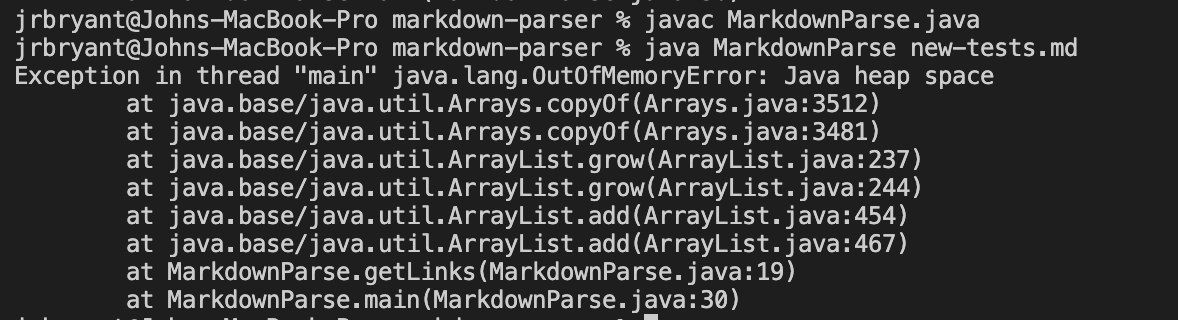 jrbryant@Johns-MacBook-Pro markdown-parser % javac MarkdownParse.java
jrbryant@Johns-MacBook-Pro markdown-parser % java MarkdownParse new-tests.md
Exception in thread "main" java.lang.OutOfMemoryError: Java heap space
        at java.base/java.util.Arrays.copyOf(Arrays.java:3512)
        at java.base/java.util.Arrays.copyOf(Arrays.java:3481)
        at java.base/java.util.ArrayList.grow(ArrayList.java:237)
        at java.base/java.util.ArrayList.grow(ArrayList.java:244)
        at java.base/java.util.ArrayList.add(ArrayList.java:454)
        at java.base/java.util.ArrayList.add(ArrayList.java:467)
        at MarkdownParse.getLinks(MarkdownParse.java:19)
        at MarkdownParse.main(MarkdownParse.java:30)